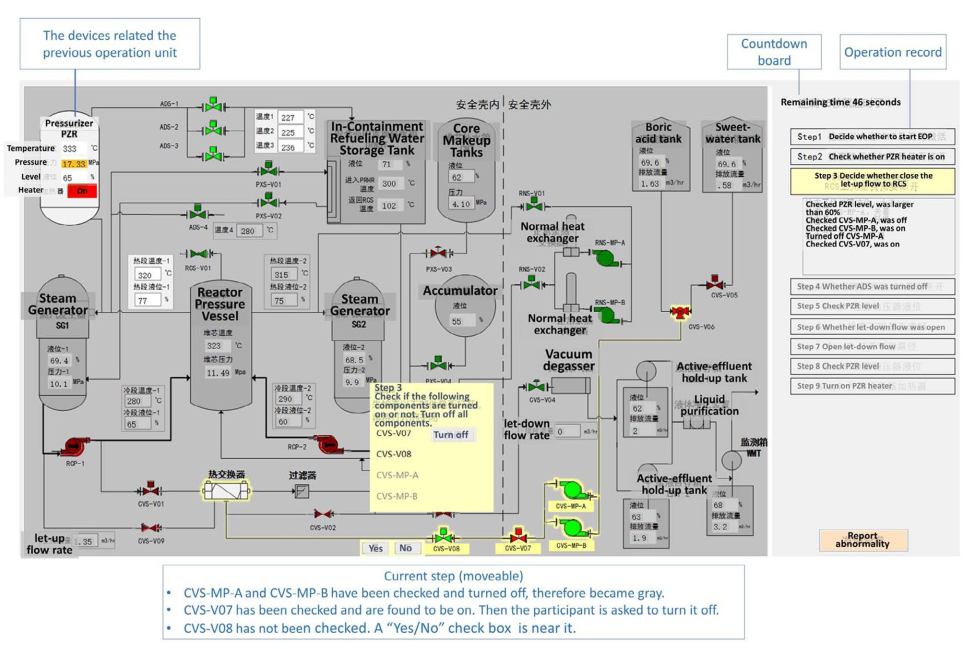 The devices related the
previous operation unit
Countdown
board
Operation record
Remaining time 46 seconds
Pressurizer
PZR
Temperature 333 ℃
Pressure 17.33 MPa
Level 65 %
Heater On
ADS-1
ADS-2
ADS-3
温度1 227 ℃
温度2 225 ℃
温度3 236 ℃
PXS-V01
PXS-V02
ADS-4
温度4 280 ℃
RCS-V01
安全壳内
安全壳外
In-Containment
Refueling Water
Storage Tank
液位 71 %
进入PRHR
温度 300 ℃
返回RCS
温度 102 ℃
Core
Makeup
Tanks
液位
62 %
压力
4.10 MPa
PXS-V03
Accumulator
液位
55 %
PXS-V04
RNS-V01
RNS-V02
Normal heat
exchanger
RNS-MP-A
RNS-MP-B
Normal heat
exchanger
Boric
acid tank
液位
69.6 %
排放流量
1.63 m3/hr
Sweet-
water tank
液位
69.6 %
排放流量
.58 m3/hr
CVS-V05
CVS-V06
热段温度-1
320 ℃
热段液位-1
77 %
热段温度-2
315 ℃
热段液位-2
75 %
Steam
Generator
SG1
液位-1
69.4 %
压力-1
10.1 MPa
Reactor
Pressure
Vessel
堆芯温度
323 ℃
堆芯压力
11.49 Mpa
Steam
Generator
SG2
液位-2
68.5 %
压力-2
9.9
冷段温度-1
280 ℃
冷段液位-1
65 %
冷段温度-2
290 ℃
冷段液位-2
60 %
RCP-1
RCP-2
Step 3
Check if the following
components are turned
on or not. Turn off all
components.
CVS-V07 Turn off
CVS-V08
CVS-MP-A
CVS-MP-B
Vacuum
degasser
GVS-V04
let-down
flow rate 0 m3/hr
Active-effluent
hold-up tank
液位
62 %
排放流量
2 m3/hr
Liquid
purification
监测箱
WMT
Active-effluent
hold-up tank
液位
63 %
排放流量
1.9 m3/hr
液位
68 %
排放流量
3.2 m3/hr
热交换器
过滤器
CVS-V01
CVS-V02
CVS-V09
let-up
flow rate 1.35 m3/hr
Yes No
CVS-V08
CVS-V07
CVS-MP-A
CVS-MP-B
Step1 Decide whether to start EOP
Step2 Check whether PZR heater is on
Step 3 Decide whether close the
let-up flow to RCS
Checked PZR level, was larger
than 60%
Checked CVS-MP-A, was off
Checked CVS-MP-B, was on
Turned off CVS-MP-A
Checked CVS-V07, was on
Step 4 Whether ADS was turned off
Step 5 Check PZR level
Step 6 Whether let-down flow was open
Step 7 Open let-down flow
Step 8 Check PZR level
Step 9 Turn on PZR heater
Report
abnormality
Current step (moveable)
• CVS-MP-A and CVS-MP-B have been checked and turned off, therefore became gray.
• CVS-V07 has been checked and are found to be on. Then the participant is asked to turn it off.
• CVS-V08 has not been checked. A “Yes/No” check box is near it.